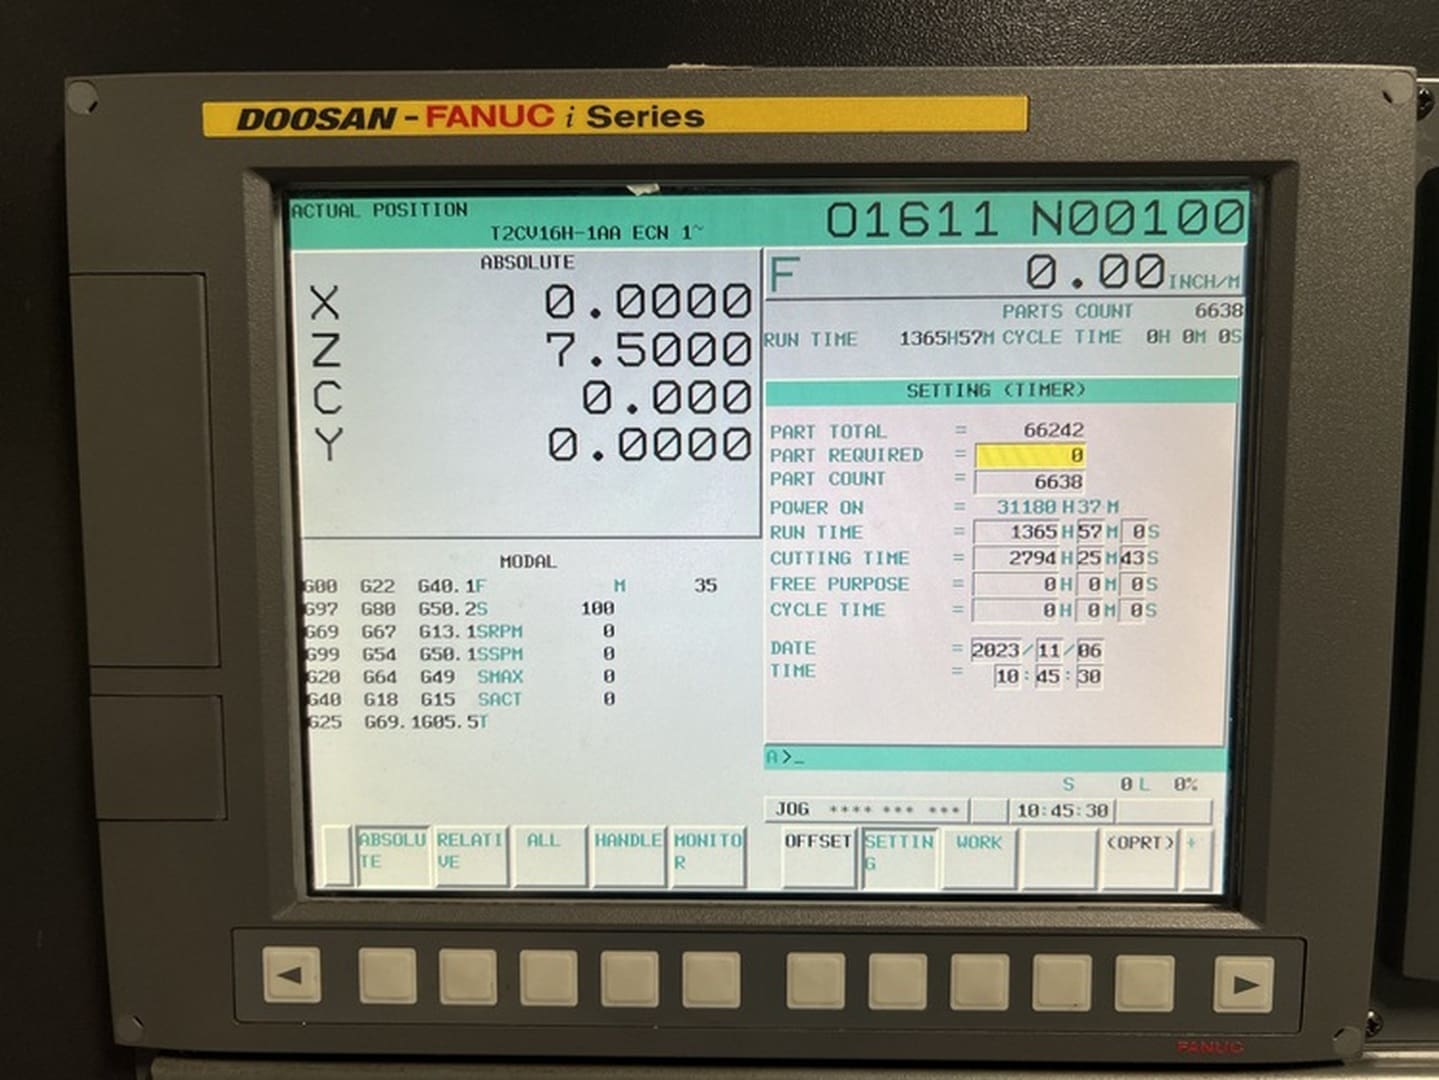 DOOSAN-FANUC i Series
ACTUAL POSITION
T2CV16H-1AA ECN 1~
O1611 N00100
ABSOLUTE
X 0.0000
Z 7.5000
C 0.000
Y 0.0000
F 0.00 INCH/M
PARTS COUNT 6638
RUN TIME 1365H57M CYCLE TIME 0H 0M 0S
SETTING (TIMER)
PART TOTAL = 66242
PART REQUIRED = 0
PART COUNT = 6638
POWER ON = 31180 H 37 M
RUN TIME = 1365 H 57 M 0 S
CUTTING TIME = 2794 H 25 M 43 S
FREE PURPOSE = 0 H 0 M 0 S
CYCLE TIME = 0 H 0 M 0 S
DATE = 2023/11/06
TIME = 10:45:30
MODAL
G00 G22 G40.1 F M 35
G97 G80 G50.2 S 100
G69 G67 G13.1 SRPM 0
G99 G54 G50.1 SSPM 0
G20 G64 G49 SMAX 0
G40 G18 G15 SACT 0
G25 G69.1 G05.5 T
A>_
S 0 L 0%
JOG **** *** *** 10:45:30
ABSOLUTE RELATIVE ALL HANDLE MONITOR OFFSET SETTING WORK (OPRT) +
FANUC